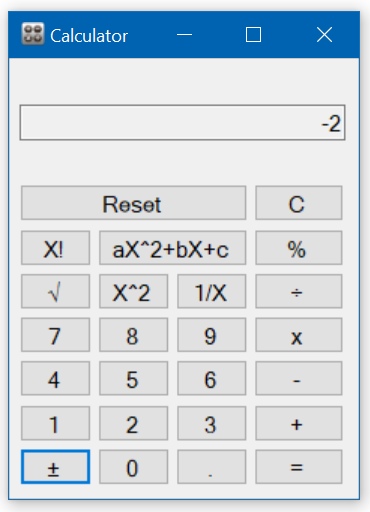 Calculator
-2
Reset C
X! aX^2+bX+c %
√ X^2 1/X ÷
7 8 9 x
4 5 6 -
1 2 3 +
± 0 . =